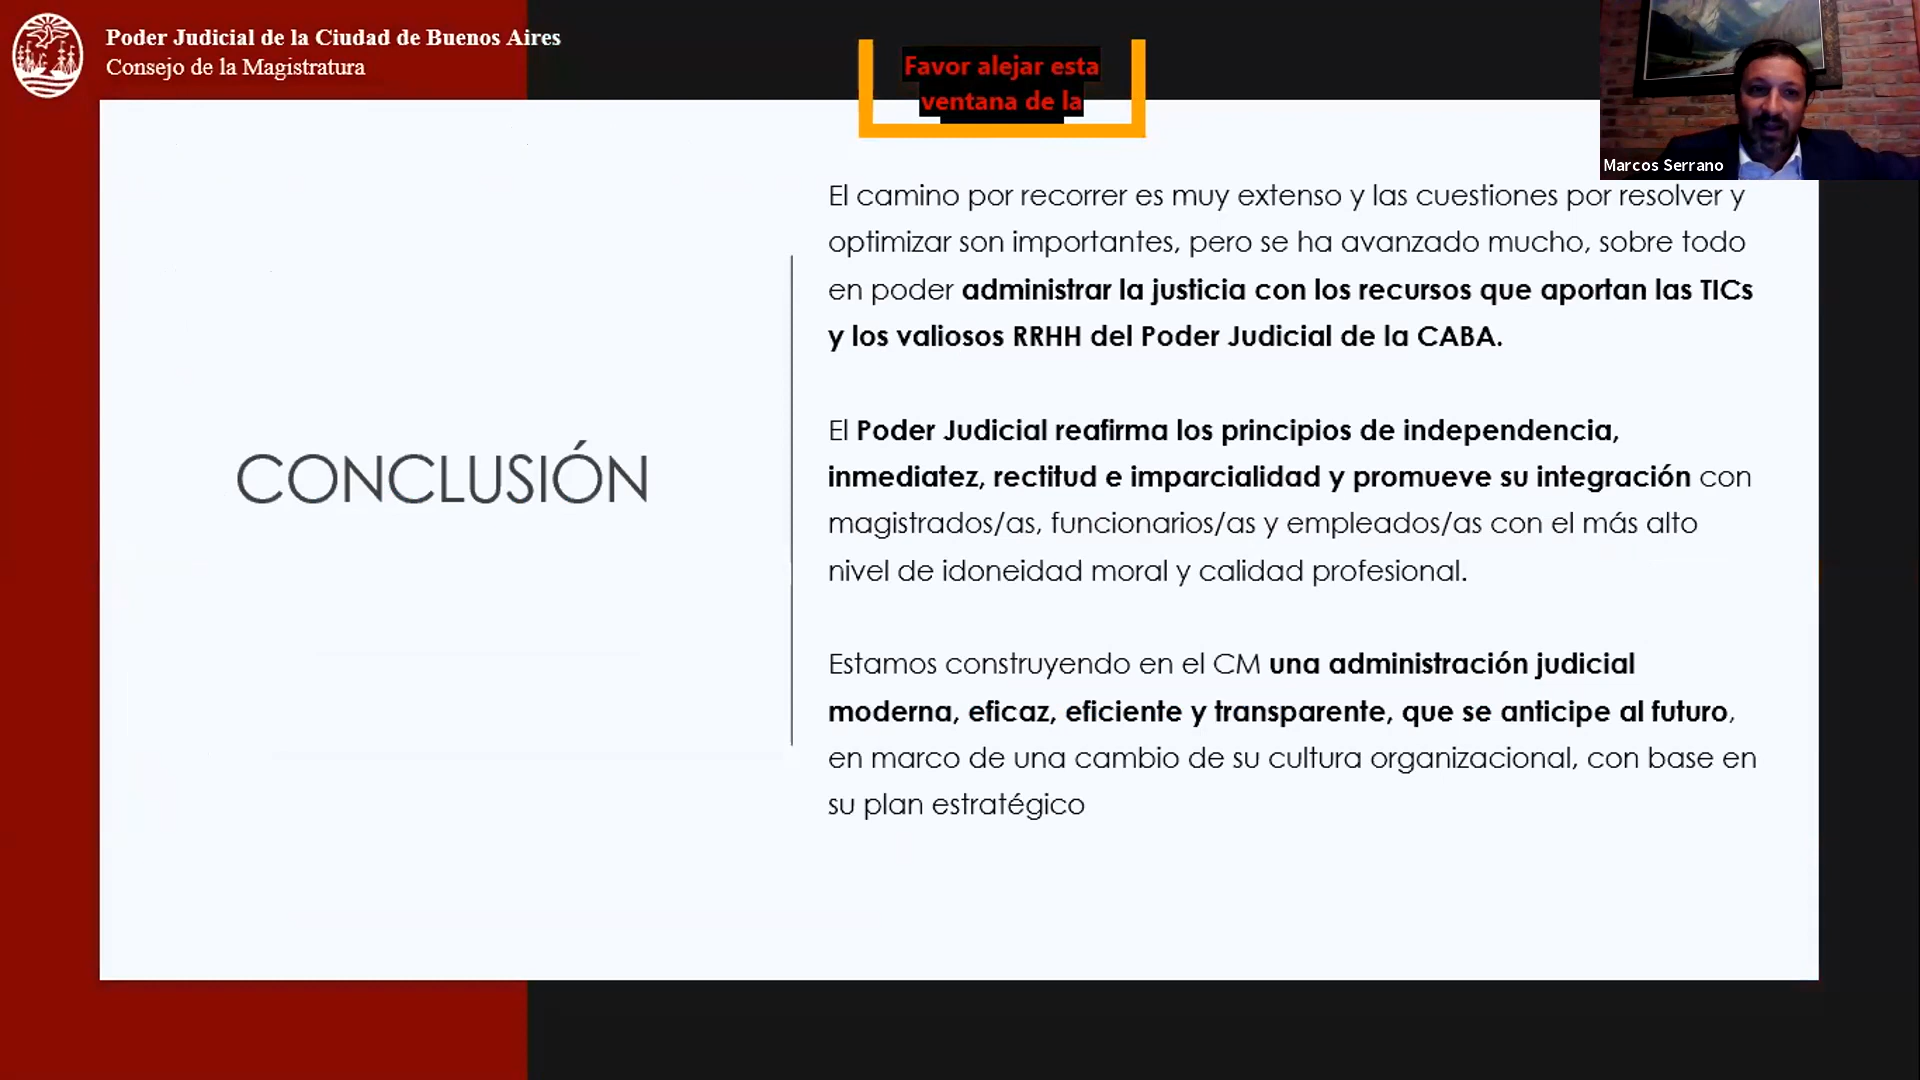 Poder Judicial de la Ciudad de Buenos Aires
Consejo de la Magistratura
Favor alejar esta
ventana de la
Marcos Serrano
El camino por recorrer es muy extenso y las cuestiones por resolver y
optimizar son importantes, pero se ha avanzado mucho, sobre todo
en poder administrar la justicia con los recursos que aportan las TICs
y los valiosos RRHH del Poder Judicial de la CABA.
El Poder Judicial reafirma los principios de independencia,
inmediatez, rectitud e imparcialidad y promueve su integración con
magistrados/as, funcionarios/as y empleados/as con el más alto
nivel de idoneidad moral y calidad profesional.
Estamos construyendo en el CM una administración judicial
moderna, eficaz, eficiente y transparente, que se anticipe al futuro,
en marco de una cambio de su cultura organizacional, con base en
su plan estratégico
CONCLUSIÓN